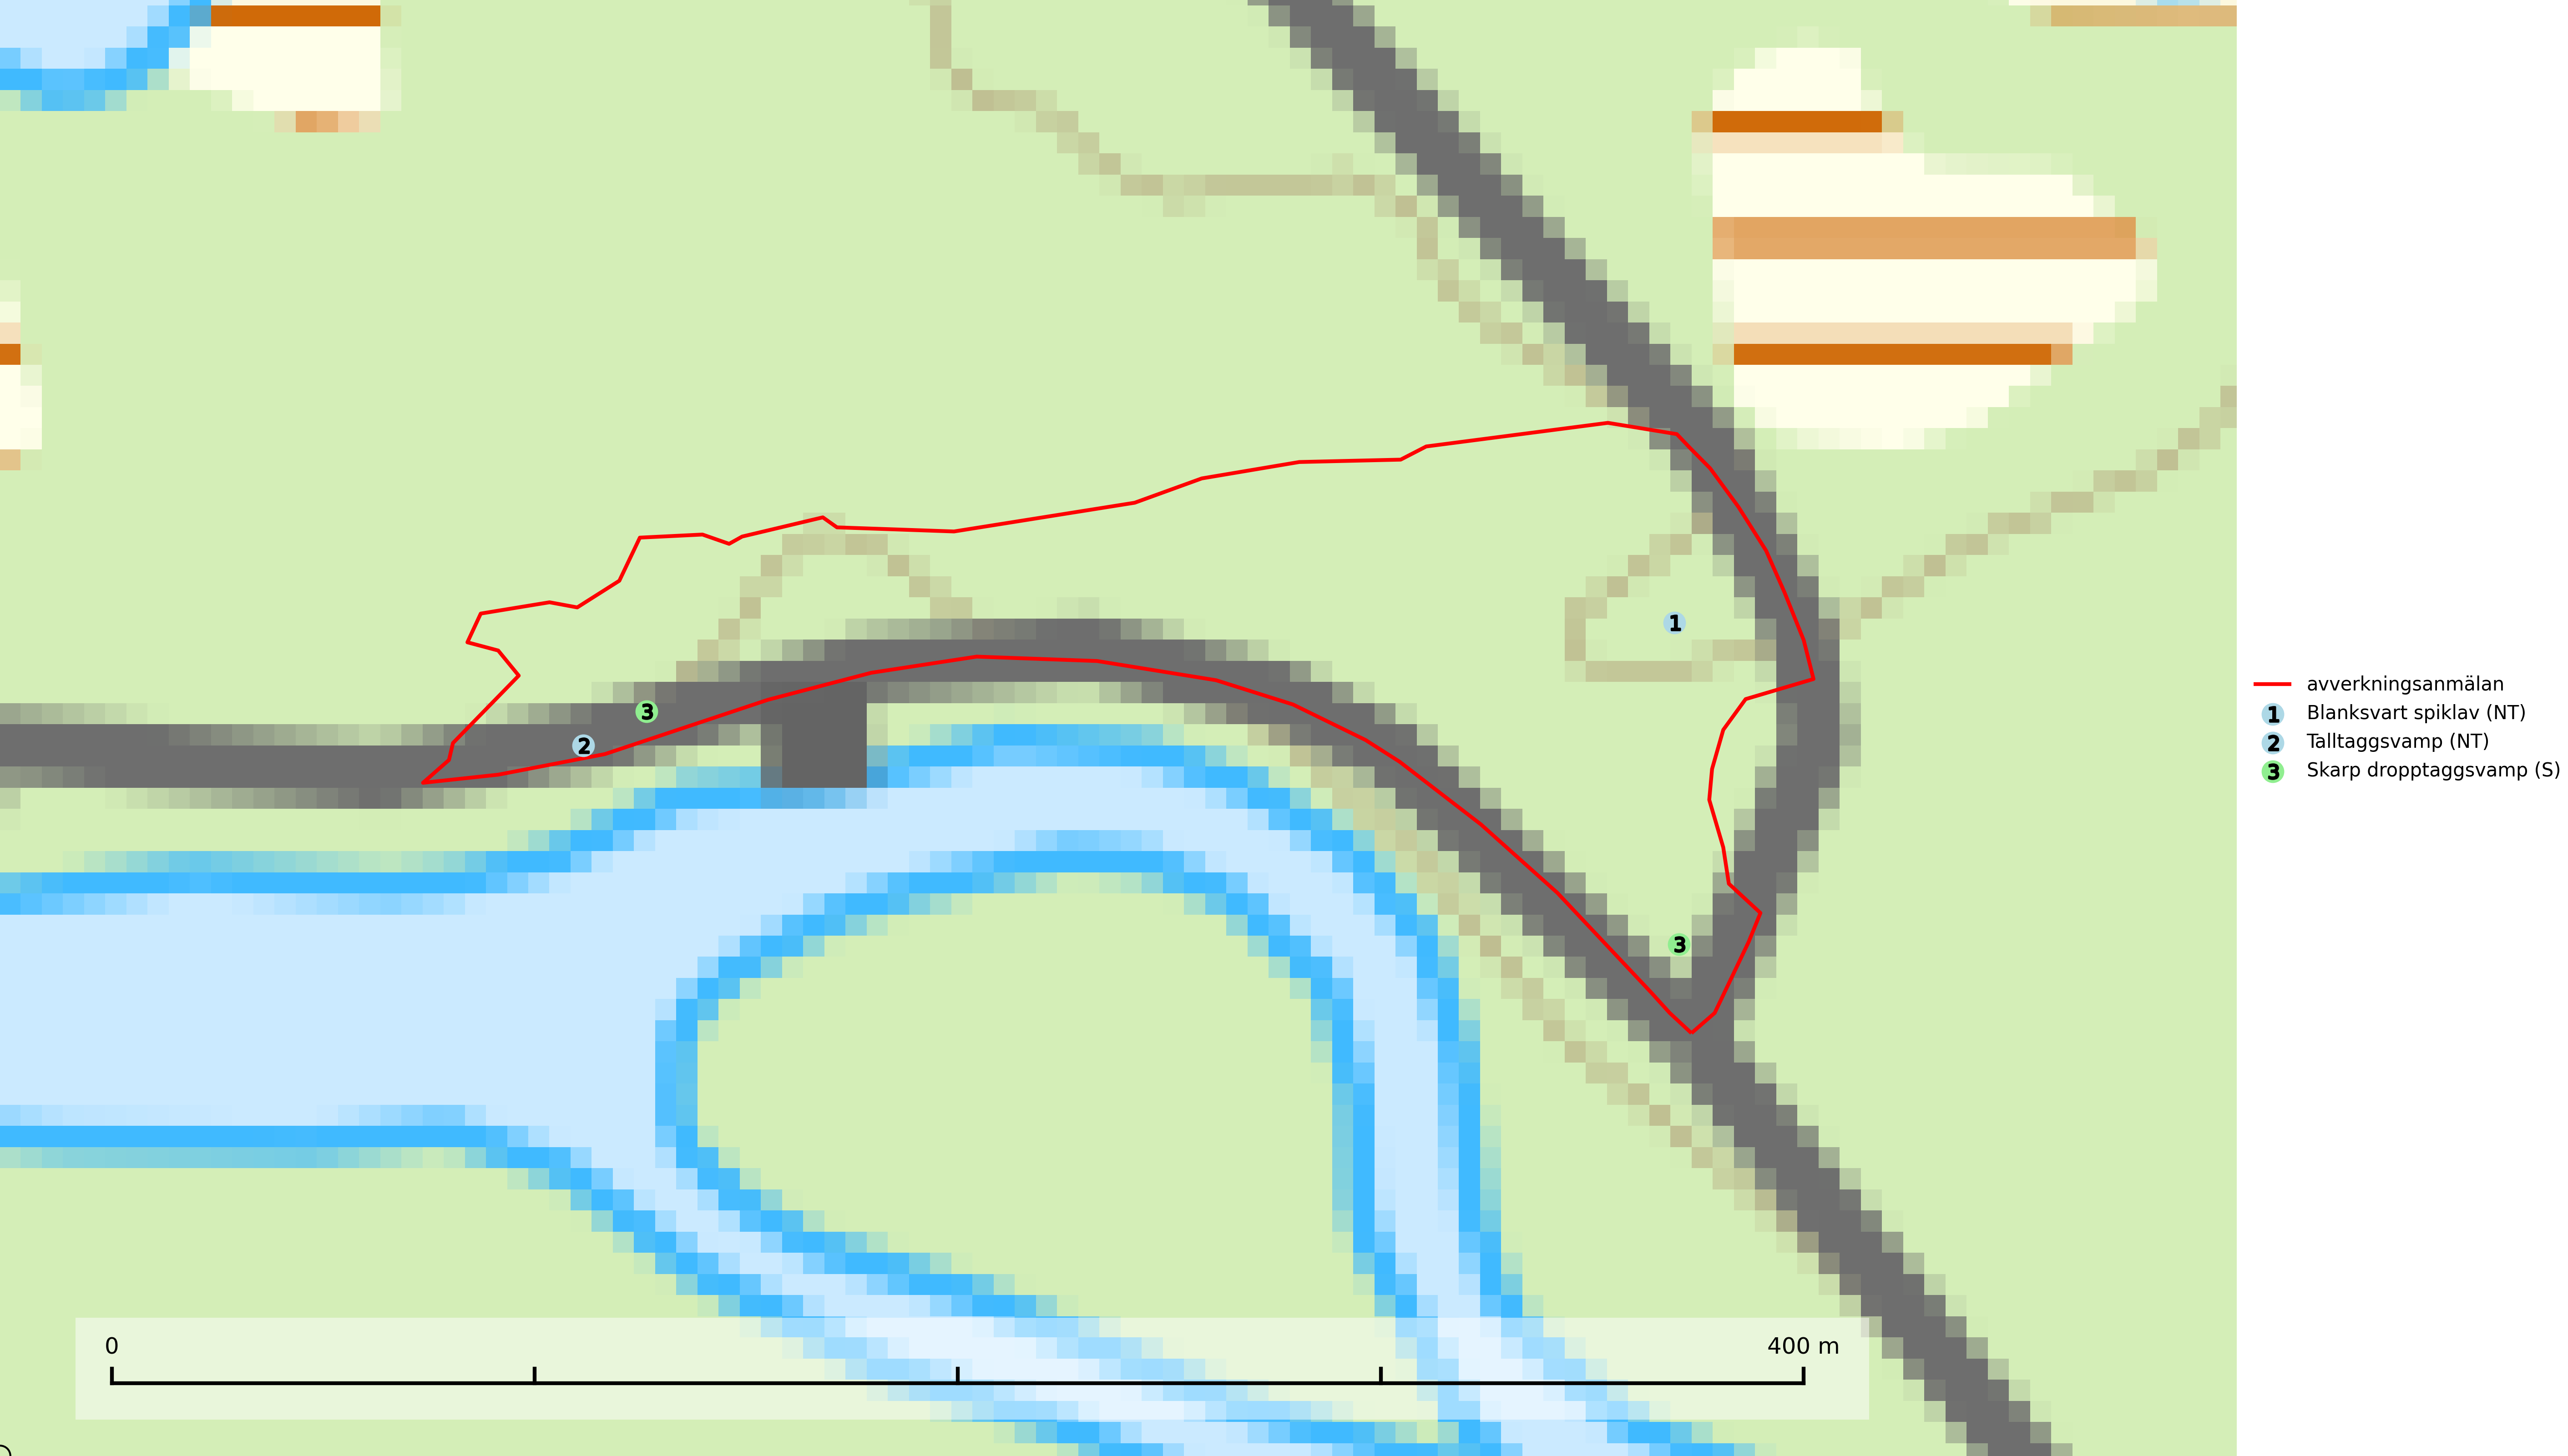 1
3
2
3
avverkningsanmälan
1 Blanksvart spiklav (NT)
2 Talltaggsvamp (NT)
3 Skarp dropptaggsvamp (S)
0 400 m